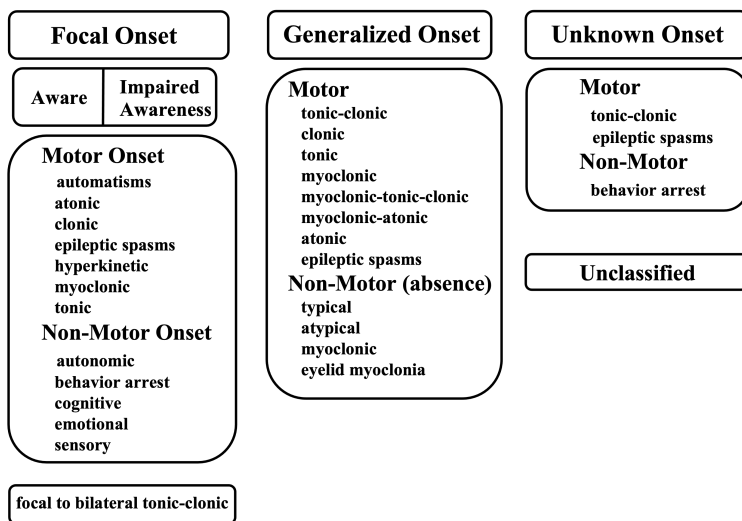 Focal Onset
Aware
Impaired
Awareness
Motor Onset
automatisms
atonic
clonic
epileptic spasms
hyperkinetic
myoclonic
tonic
Non-Motor Onset
autonomic
behavior arrest
cognitive
emotional
sensory
focal to bilateral tonic-clonic
Generalized Onset
Motor
tonic-clonic
clonic
tonic
myoclonic
myoclonic-tonic-clonic
myoclonic-atonic
atonic
epileptic spasms
Non-Motor (absence)
typical
atypical
myoclonic
eyelid myoclonia
Unknown Onset
Motor
tonic-clonic
epileptic spasms
Non-Motor
behavior arrest
Unclassified